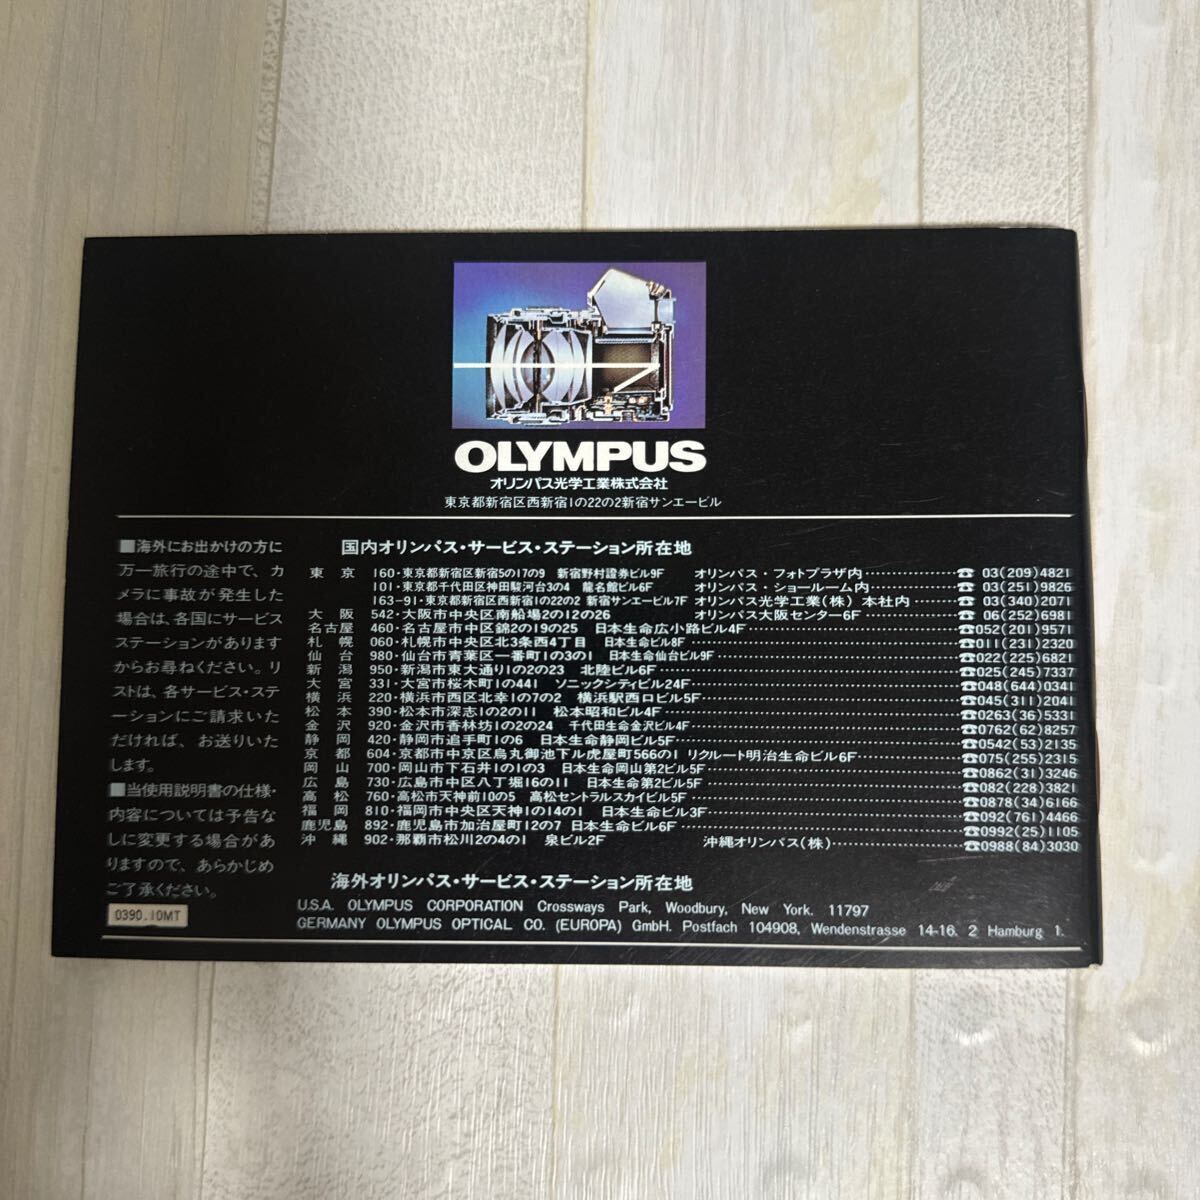 OLYMPUS
オリンパス光学工業株式会社
東京都新宿区西新宿1の22の2新宿サンエービル
■海外にお出かけの方に
万一旅行の途中で、カ
メラに事故が発生した
場合は、各国にサービス
ステーションがあります
からお尋ねください。リ
ストは、各サービス・ステ
ーションにご請求いた
だければ、お送りいた
します。
■当使用説明書の仕様・
内容については予告な
しに変更する場合があ
りますので、あらかじめ
ご了承ください。
0390.10MT
国内オリンパス・サービス・ステーション所在地
東京 160・東京都新宿区新宿5の17の9 新宿野村證券ビル9F オリンパス・フォトプラザ内 ☎ 03(209)4821
101・東京都千代田区神田駿河台3の4 龍名館ビル6F オリンパス・ショールーム内 ☎ 03(251)9826
163-91・東京都新宿区西新宿1の22の2 新宿サンエービル7F オリンパス光学工業(株)本社内 ☎ 03(340)2071
大阪 542・大阪市中央区南船場2の12の26 オリンパス大阪センター6F ☎ 06(252)6981
名古屋 460・名古屋市中区錦2の19の25 日本生命広小路ビル4F ☎052(201)9571
札幌 060・札幌市中央区北3条西4丁目 日本生命ビル8F ☎011(231)2320
仙台 980・仙台市青葉区一番町1の3の1 日本生命仙台ビル9F ☎022(225)6821
新潟 950・新潟市東大通り1の2の23 北陸ビル6F ☎025(245)7337
大宮 331・大宮市桜木町1の441 ソニックシティビル24F ☎048(644)0341
横浜 220・横浜市西区北幸1の7の2 横浜駅西口ビル5F ☎045(311)2041
松本 390・松本市深志1の2の11 松本昭和ビル4F ☎0263(36)5331
金沢 920・金沢市香林坊1の2の24 千代田生命金沢ビル4F ☎0762(62)8257
静岡 420・静岡市追手町1の6 日本生命静岡ビル5F ☎0542(53)2135
京都 604・京都市中京区烏丸御池下ル虎屋町566の1 リクルート明治生命ビル6F ☎075(255)2315
岡山 700・岡山市下石井1の1の3 日本生命岡山第2ビル5F ☎0862(31)3246
広島 730・広島市中区八丁堀16の11 日本生命第2ビル5F ☎082(228)3821
高松 760・高松市天神前10の5 高松セントラルスカイビル5F ☎0878(34)6166
福岡 810・福岡市中央区天神1の14の1 日本生命ビル3F ☎092(761)4466
鹿児島 892・鹿児島市加治屋町12の7 日本生命ビル6F ☎0992(25)1105
沖縄 902・那覇市松川2の4の1 泉ビル2F 沖縄オリンパス(株) ☎0988(84)3030
海外オリンパス・サービス・ステーション所在地
U.S.A. OLYMPUS CORPORATION Crossways Park, Woodbury, New York. 11797
GERMANY OLYMPUS OPTICAL CO. (EUROPA) GmbH. Postfach 104908, Wendenstrasse 14-16. 2 Hamburg 1.